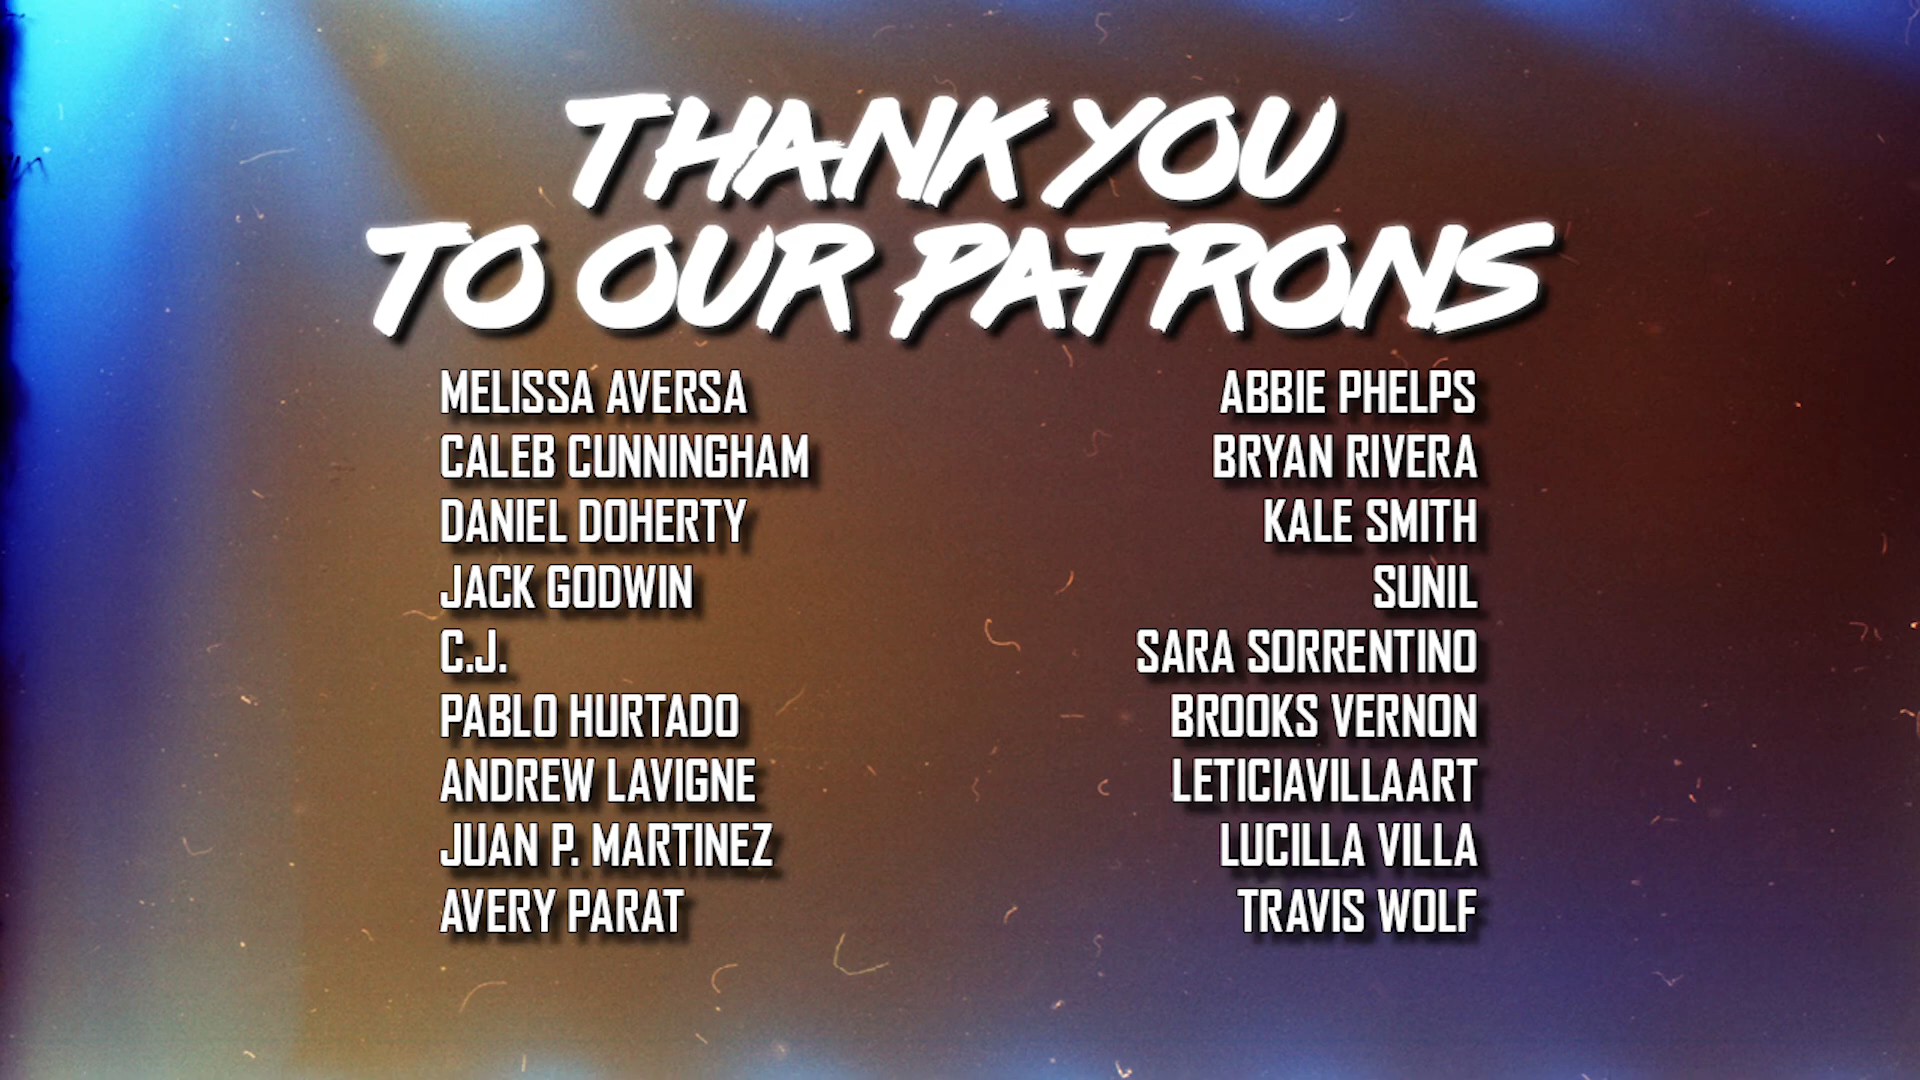 THANK YOU
TO OUR PATRONS
MELISSA AVERSA
CALEB CUNNINGHAM
DANIEL DOHERTY
JACK GODWIN
C.J.
PABLO HURTADO
ANDREW LAVIGNE
JUAN P. MARTINEZ
AVERY PARAT
ABBIE PHELPS
BRYAN RIVERA
KALE SMITH
SUNIL
SARA SORRENTINO
BROOKS VERNON
LETICIAVILLAART
LUCILLA VILLA
TRAVIS WOLF